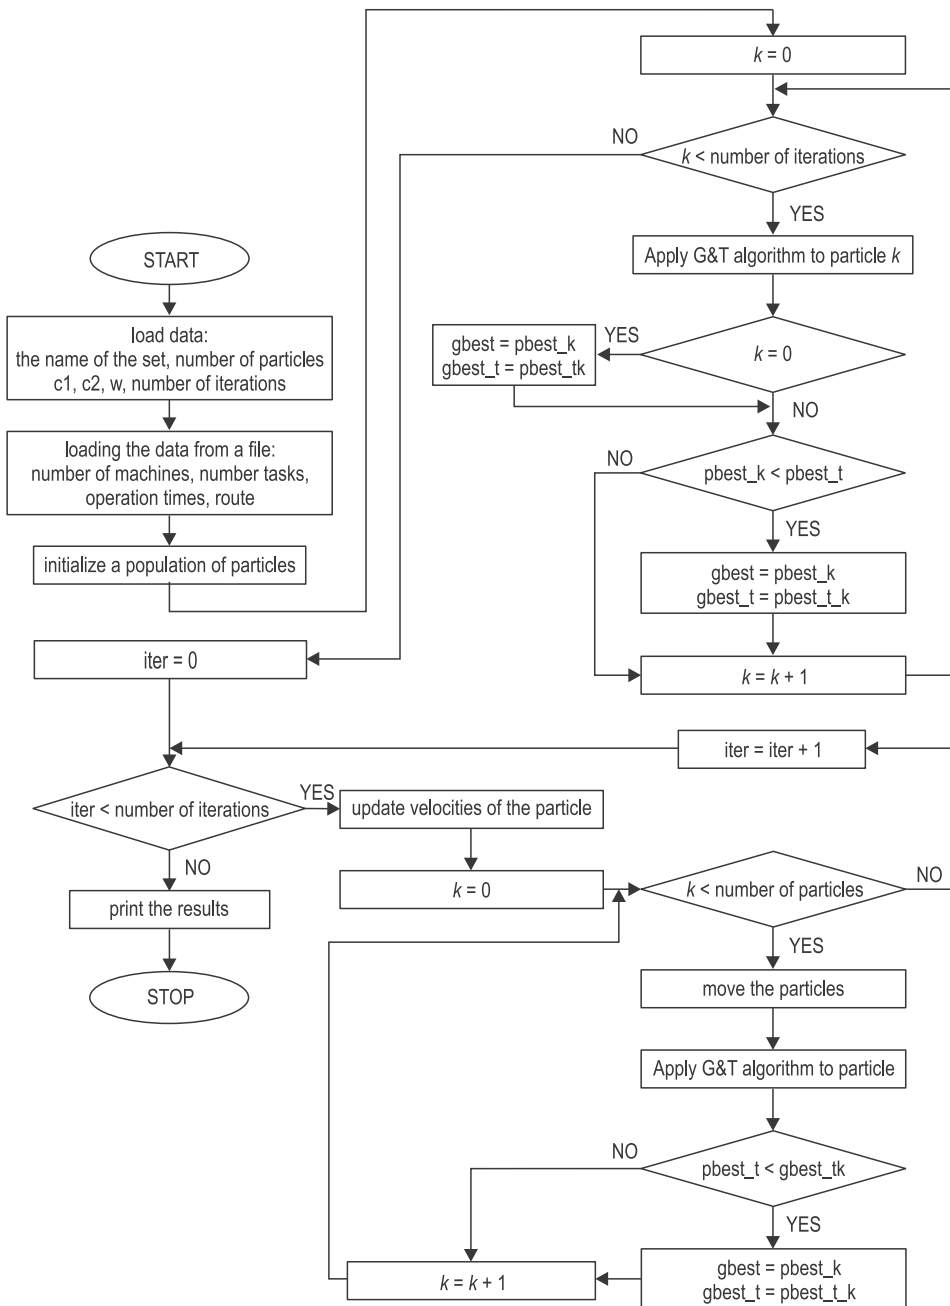 START
load data:
the name of the set, number of particles
c1, c2, w, number of iterations
loading the data from a file:
number of machines, number tasks,
operation times, route
initialize a population of particles
k = 0
k < number of iterations
NO
YES
Apply G&T algorithm to particle k
k = 0
YES
gbest = pbest_k
gbest_t = pbest_tk
NO
pbest_k < pbest_t
NO
YES
gbest = pbest_k
gbest_t = pbest_t_k
k = k + 1
iter = 0
iter = iter + 1
iter < number of iterations
YES
NO
print the results
STOP
update velocities of the particle
k = 0
k < number of particles
NO
YES
move the particles
Apply G&T algorithm to particle
pbest_t < gbest_tk
NO
YES
gbest = pbest_k
gbest_t = pbest_t_k
k = k + 1